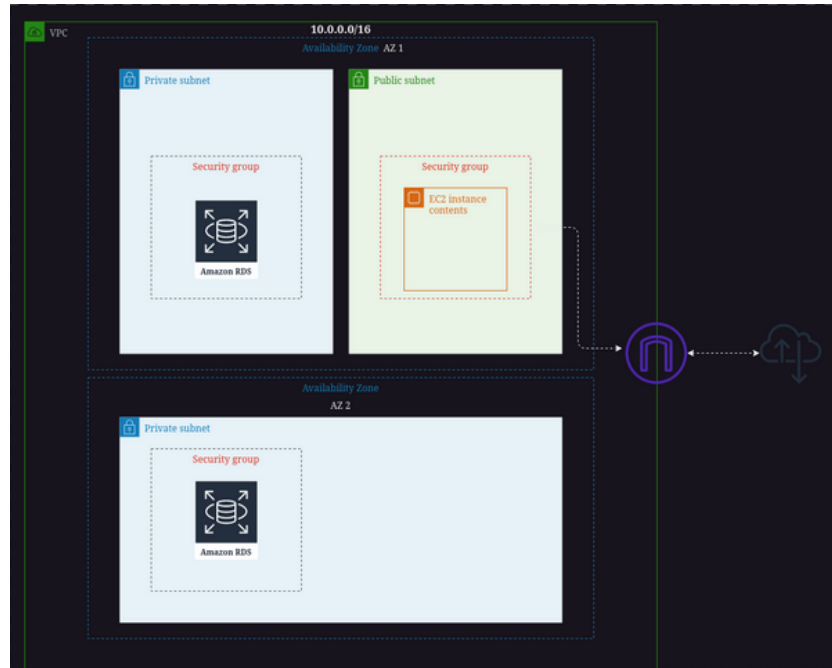 10.0.0.0/16
VPC
Availability Zone AZ 1
Private subnet
Public subnet
Security group
Security group
EC2 instance
contents
Amazon RDS
Availability Zone
AZ 2
Private subnet
Security group
Amazon RDS